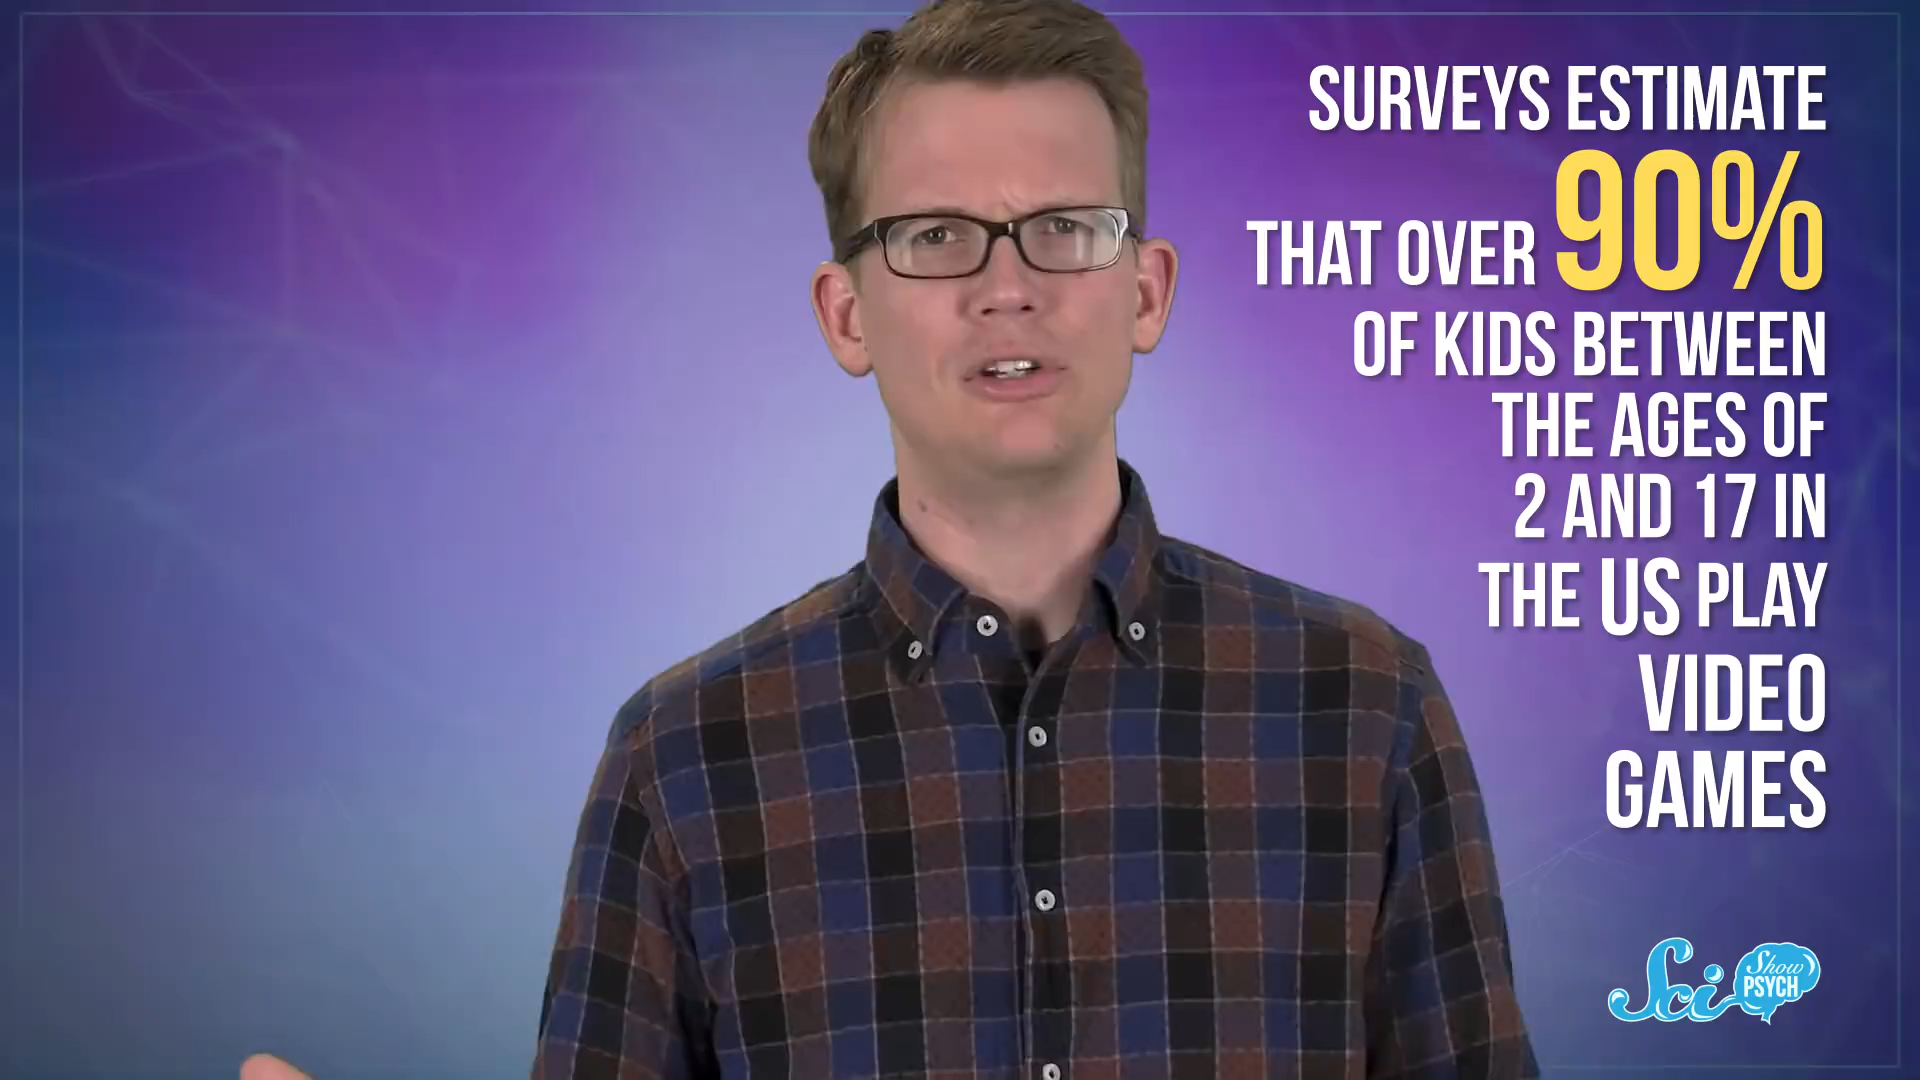 SURVEYS ESTIMATE
THAT OVER 90%
OF KIDS BETWEEN
THE AGES OF
2 AND 17 IN
THE US PLAY
VIDEO
GAMES
Sci Show
PSYCH